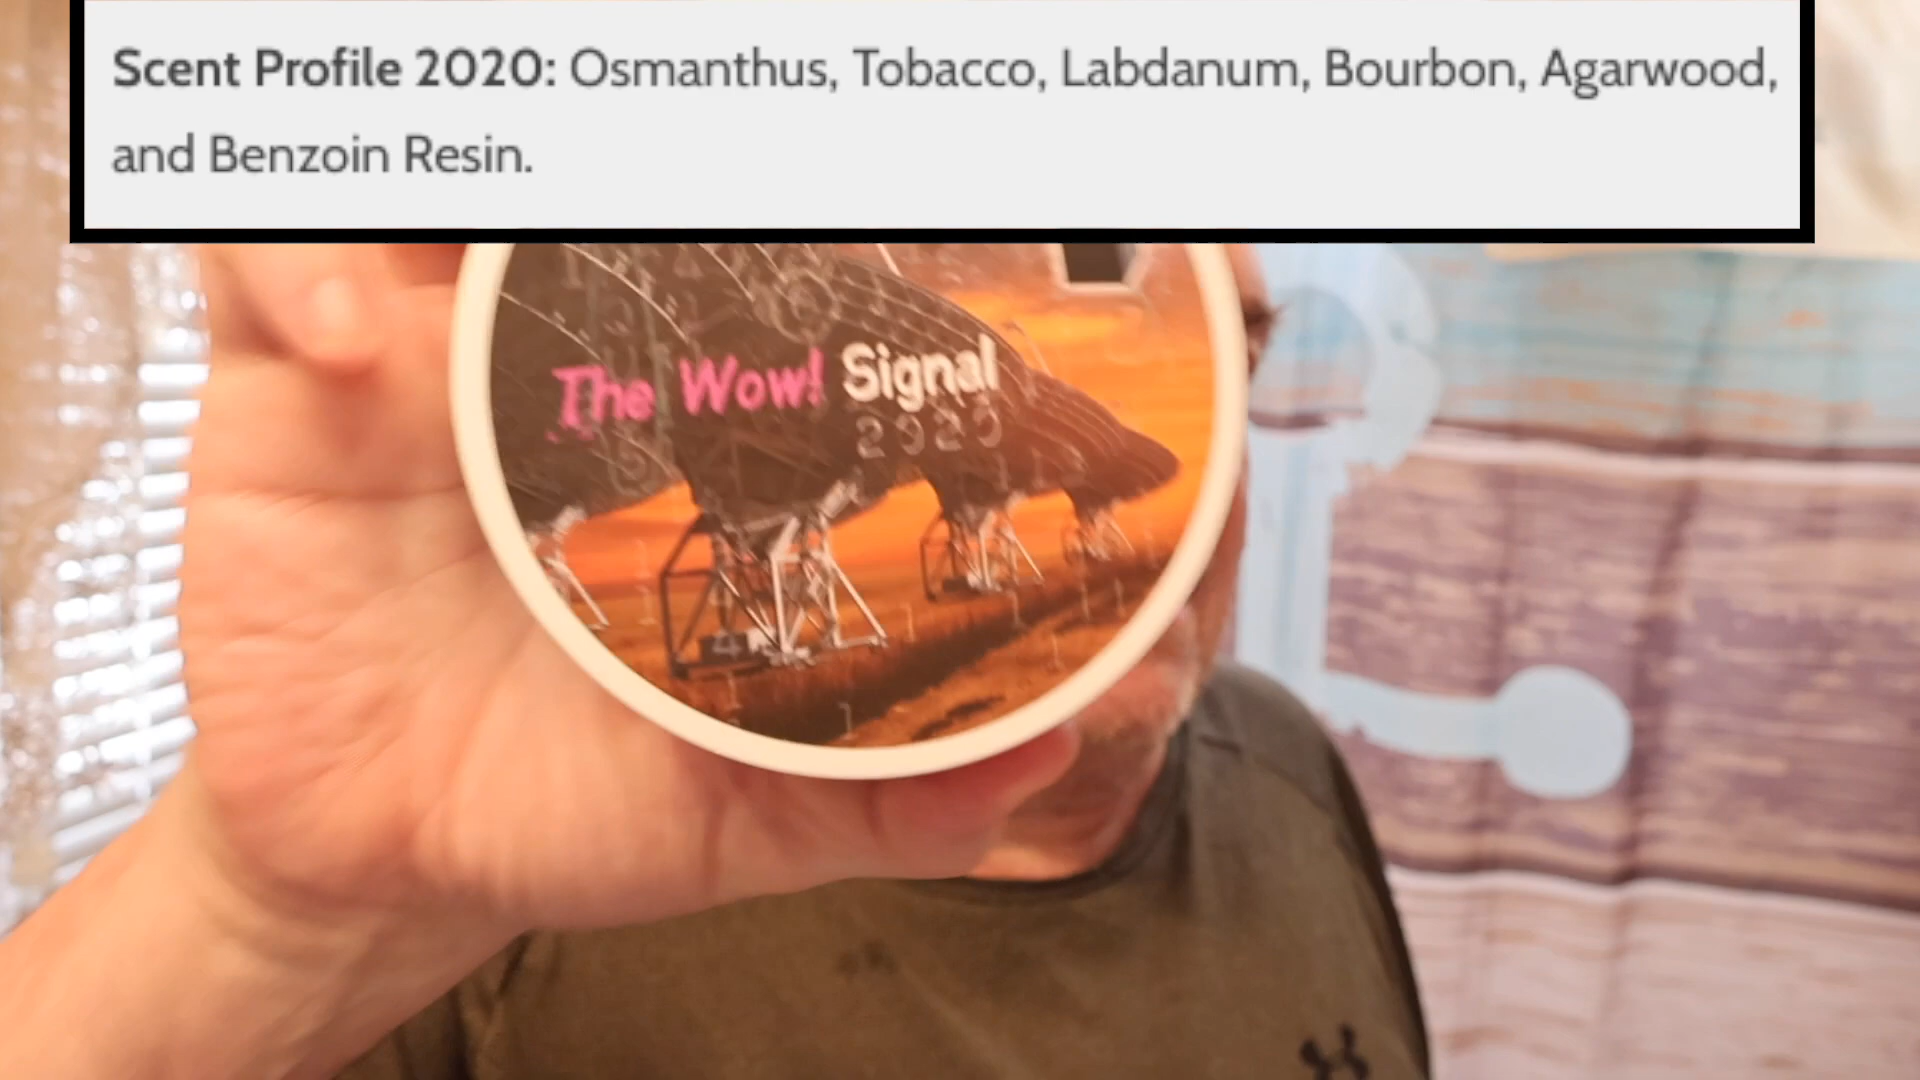 Scent Profile 2020: Osmanthus, Tobacco, Labdanum, Bourbon, Agarwood,
and Benzoin Resin.
The Wow! Signal
2020